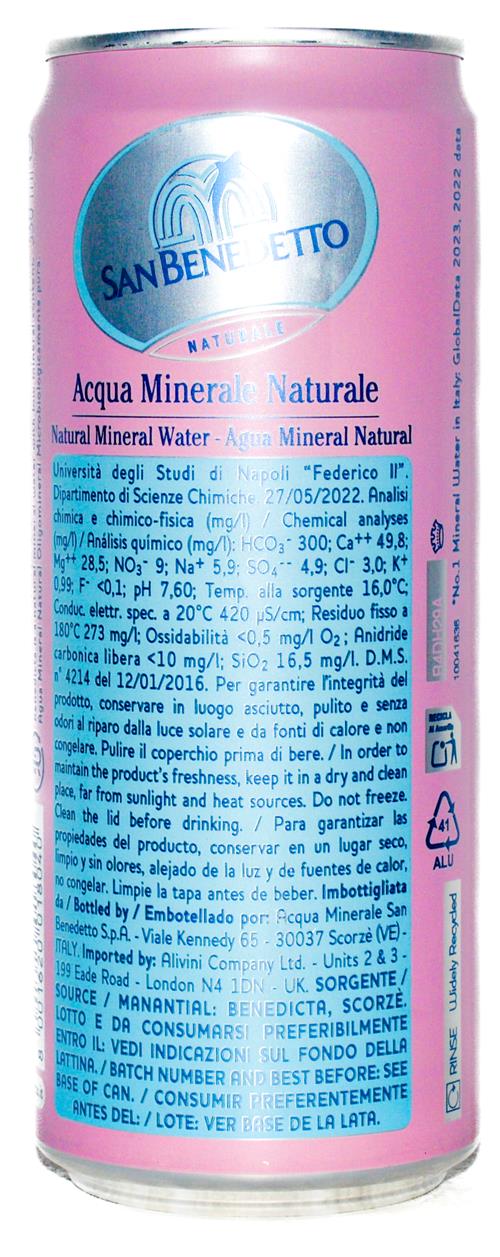 SAN BENEDETTO
NATURALE
Acqua Minerale Naturale
Natural Mineral Water - Agua Mineral Natural
Università degli Studi di Napoli "Federico II".
Dipartimento di Scienze Chimiche. 27/05/2022. Analisi
chimica e chimico-fisica (mg/l) / Chemical analyses
(mg/l) / Análisis químico (mg/l): HCO₃⁻ 300; Ca⁺⁺ 49,8;
Mg⁺⁺ 28,5; NO₃⁻ 9; Na⁺ 5,9; SO₄⁻⁻ 4,9; Cl⁻ 3,0; K⁺
0,99; F⁻ <0,1; pH 7,60; Temp. alla sorgente 16,0°C;
Conduc. elettr. spec. a 20°C 420 µS/cm; Residuo fisso a
180°C 273 mg/l; Ossidabilità <0,5 mg/l O₂; Anidride
carbonica libera <10 mg/l; SiO₂ 16,5 mg/l. D.M.S.
n° 4214 del 12/01/2016. Per garantire l'integrità del
prodotto, conservare in luogo asciutto, pulito e senza
odori al riparo dalla luce solare e da fonti di calore e non
congelare. Pulire il coperchio prima di bere. / In order to
maintain the product's freshness, keep it in a dry and clean
place, far from sunlight and heat sources. Do not freeze.
Clean the lid before drinking. / Para garantizar las
propiedades del producto, conservar en un lugar seco,
limpio y sin olores, alejado de la luz y de fuentes de calor,
no congelar. Limpie la tapa antes de beber. Imbottigliata
da / Bottled by / Embotellado por: Acqua Minerale San
Benedetto S.p.A. - Viale Kennedy 65 - 30037 Scorzè (VE) -
ITALY. Imported by: Alivini Company Ltd. - Units 2 & 3 -
199 Eade Road - London N4 1DN - UK. SORGENTE /
SOURCE / MANANTIAL: BENEDICTA, SCORZÈ.
LOTTO E DA CONSUMARSI PREFERIBILMENTE
ENTRO IL: VEDI INDICAZIONI SUL FONDO DELLA
LATTINA. / BATCH NUMBER AND BEST BEFORE: SEE
BASE OF CAN. / CONSUMIR PREFERENTEMENTE
ANTES DEL: / LOTE: VER BASE DE LA LATA.
*No.1 Mineral Water in Italy: GlobalData 2023, 2022 data
10041636
RECICLA
Al Amarillo
41
ALU
RINSE Widely Recycled
Agua Mineral Natural Oligomineral Microbiológicamente pura